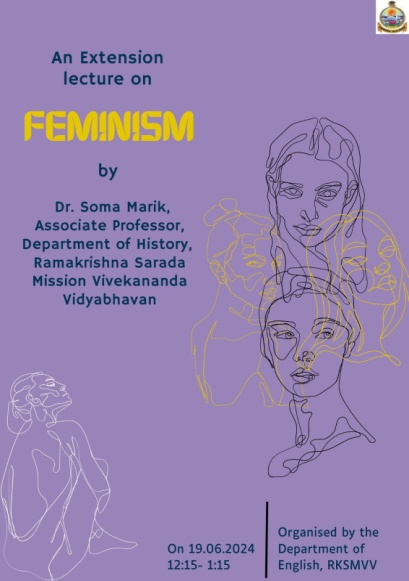 An Extension
lecture on
FEMINISM
by
Dr. Soma Marik,
Associate Professor,
Department of History,
Ramakrishna Sarada
Mission Vivekananda
Vidyabhavan
On 19.06.2024
12:15- 1:15
Organised by the
Department of
English, RKSMVV